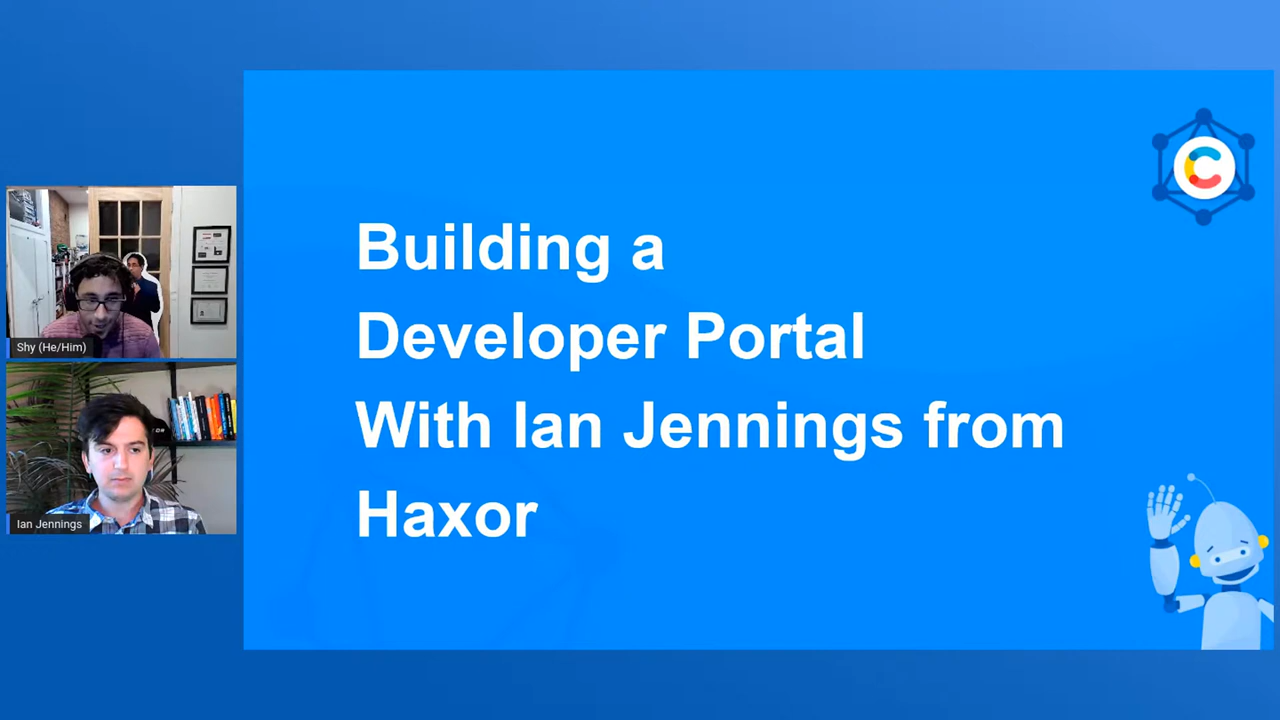 Building a
Developer Portal
With Ian Jennings from
Haxor
Shy (He/Him)
Ian Jennings